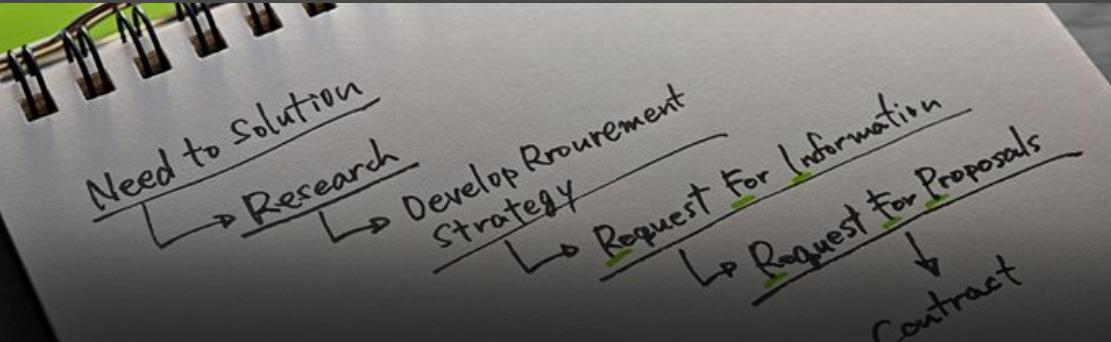 Need to Solution
Research
Develop Rrourement
Strategy
Request For Information
Request For Proposals
Contract